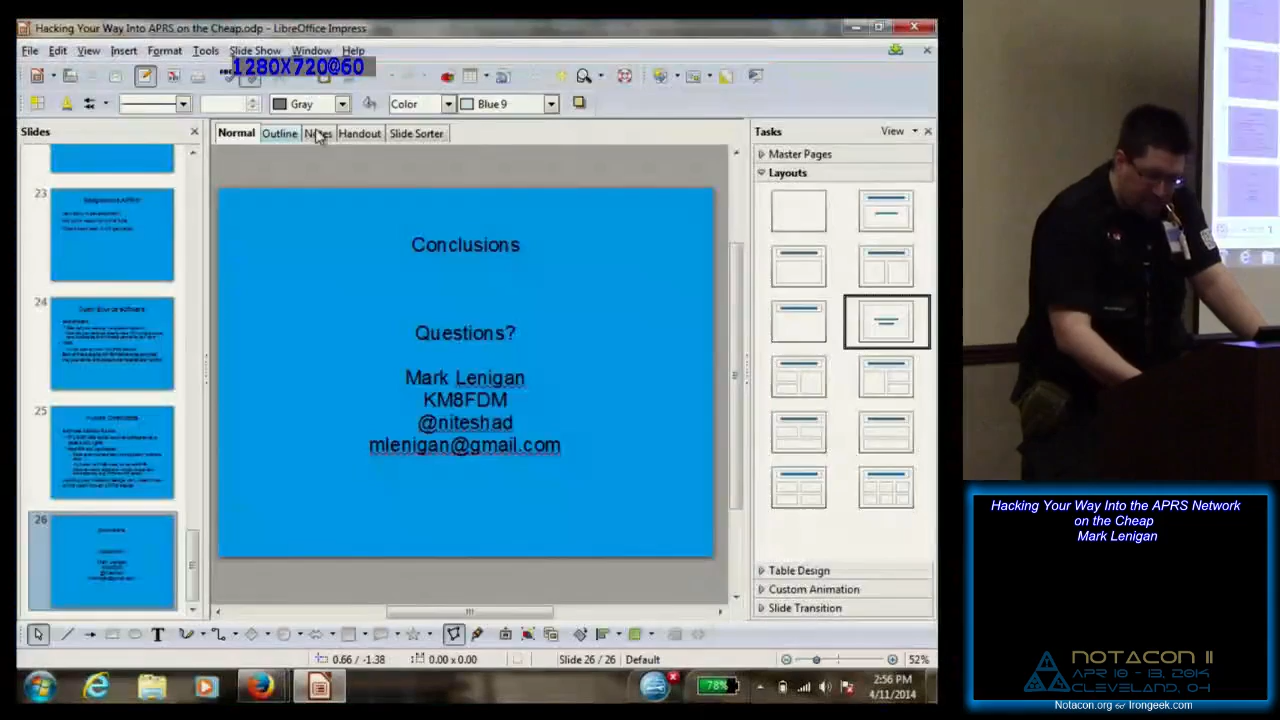 Hacking Your Way Into APRS on the Cheap.odp - LibreOffice Impress
File Edit View Insert Format Tools Slide Show Window Help
1280X720@60
Gray Color Blue 9
Slides
Normal Outline Notes Handout Slide Sorter
Tasks View
Master Pages
Layouts
23
24
Open Source Software
25
26
Conclusions
Questions?
Mark Lenigan
KM8FDM
@niteshad
mlenigan@gmail.com
Table Design
Custom Animation
Slide Transition
0.66 / -1.38 0.00 x 0.00 Slide 26 / 26 Default 52%
78% 2:56 PM
4/11/2014
Hacking Your Way Into the APRS Network
on the Cheap
Mark Lenigan
NOTACON 11
APR 10 - 13, 2014
CLEVELAND, OH
Notacon.org or Irongeek.com